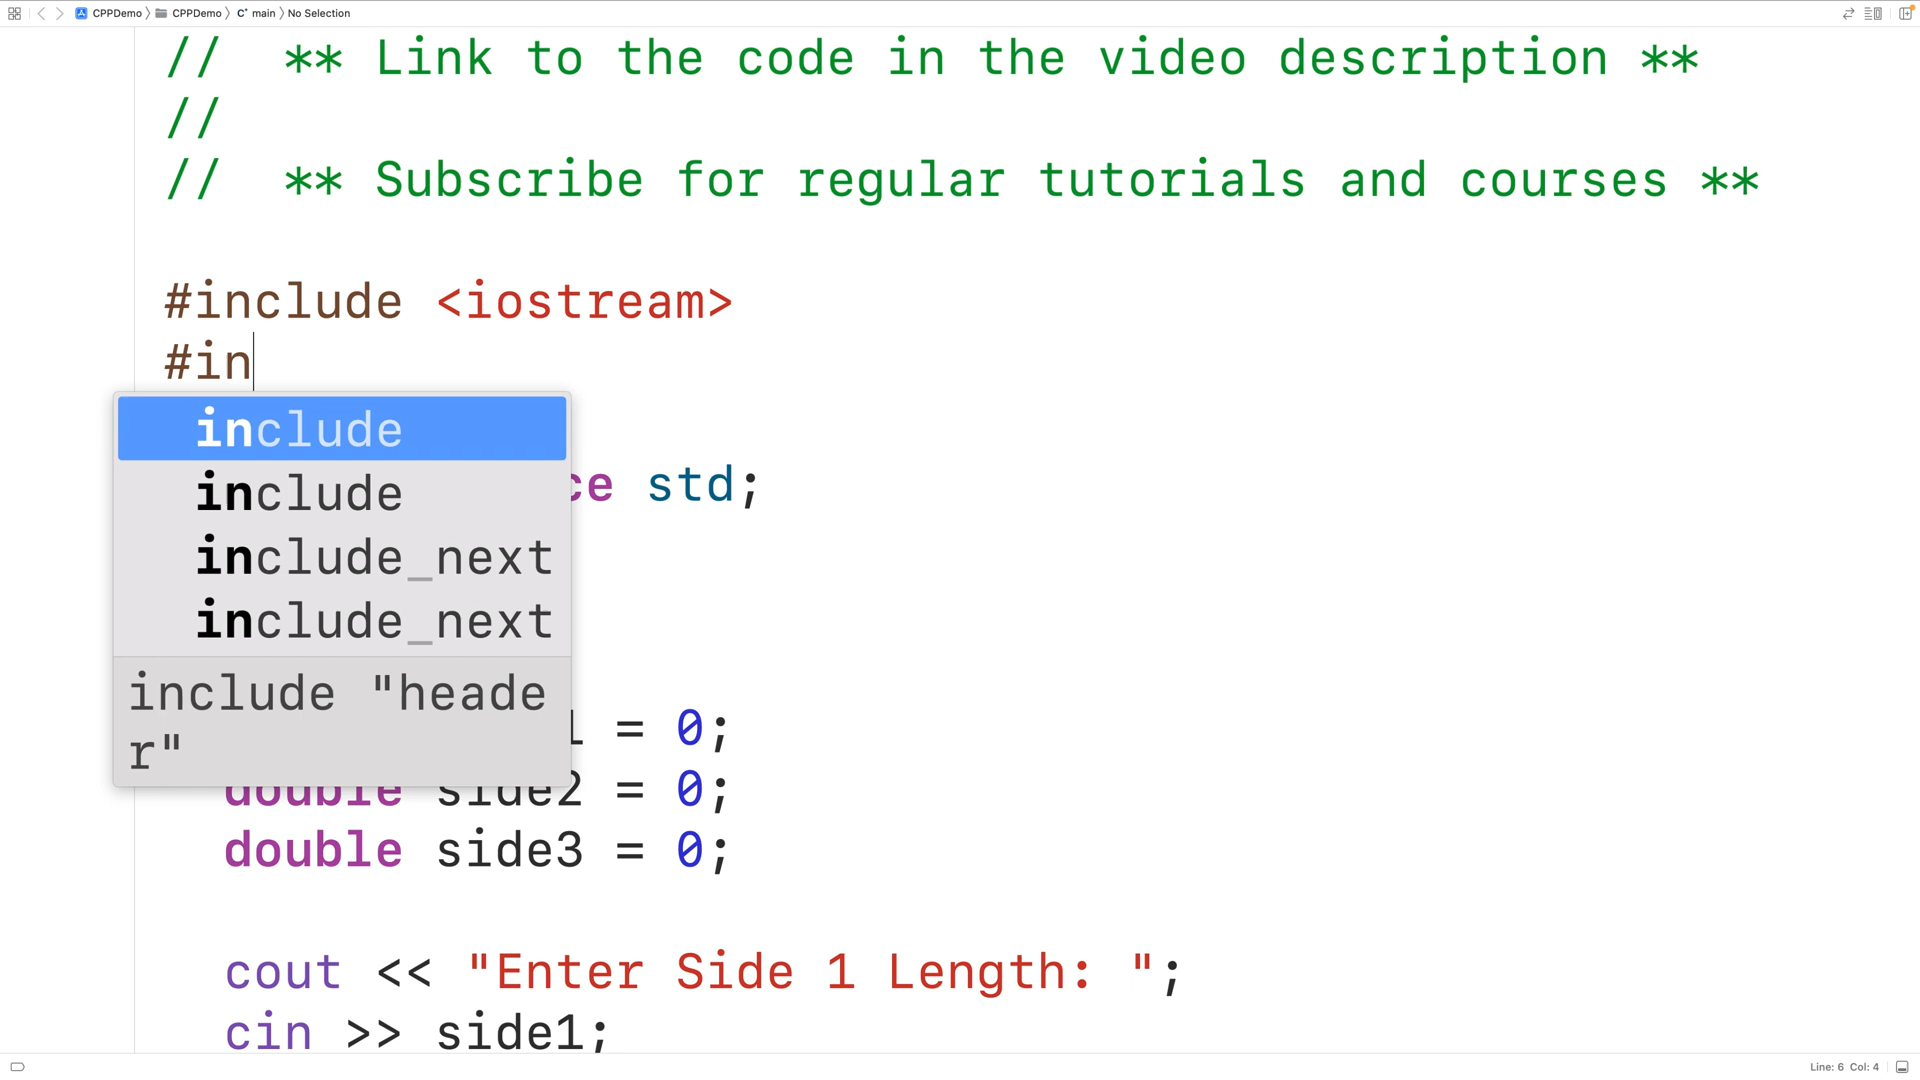 CPPDemo CPPDemo C+ main No Selection
// ** Link to the code in the video description **
//
// ** Subscribe for regular tutorials and courses **
#include <iostream>
#in
include
include
ce std;
include_next
include_next
include "heade
r"
1 = 0;
double side2 = 0;
double side3 = 0;
cout << "Enter Side 1 Length: ";
cin >> side1;
Line: 6 Col: 4